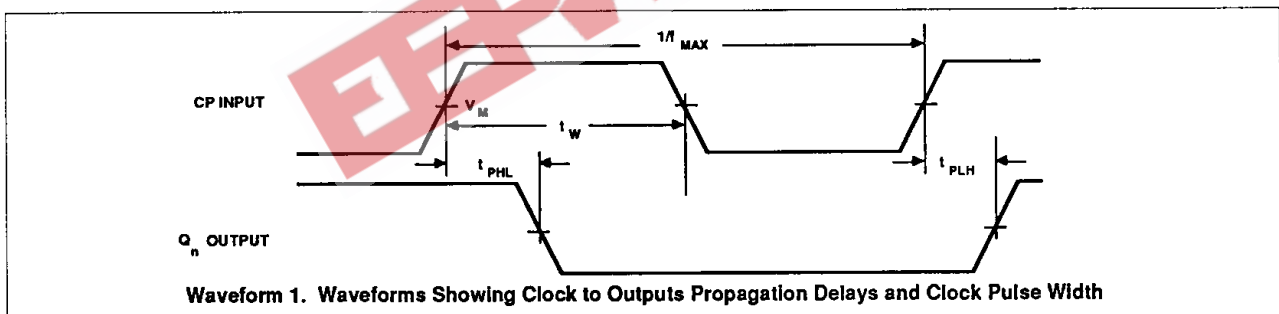 1/f MAX
CP INPUT
V M
t W
t PHL
t PLH
Q n OUTPUT
Waveform 1. Waveforms Showing Clock to Outputs Propagation Delays and Clock Pulse Width